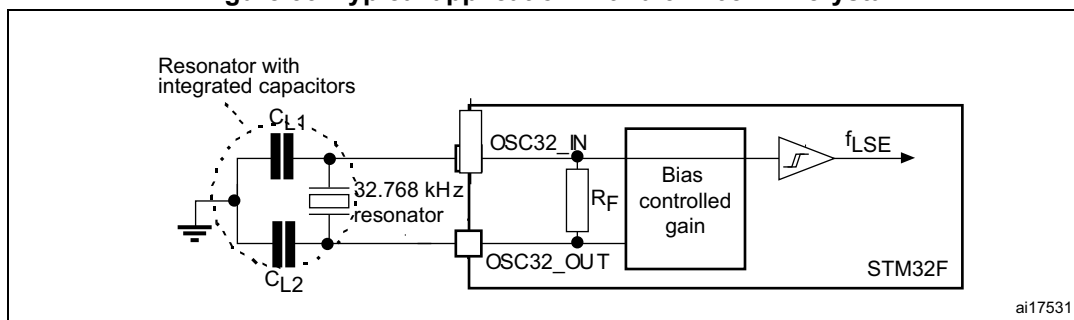 Resonator with
integrated capacitors
CL1
32.768 kHz
resonator
CL2
OSC32_IN
OSC32_OUT
RF
Bias
controlled
gain
fLSE
STM32F
ai17531